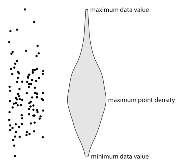 maximum data value
maximum point density
minimum data value